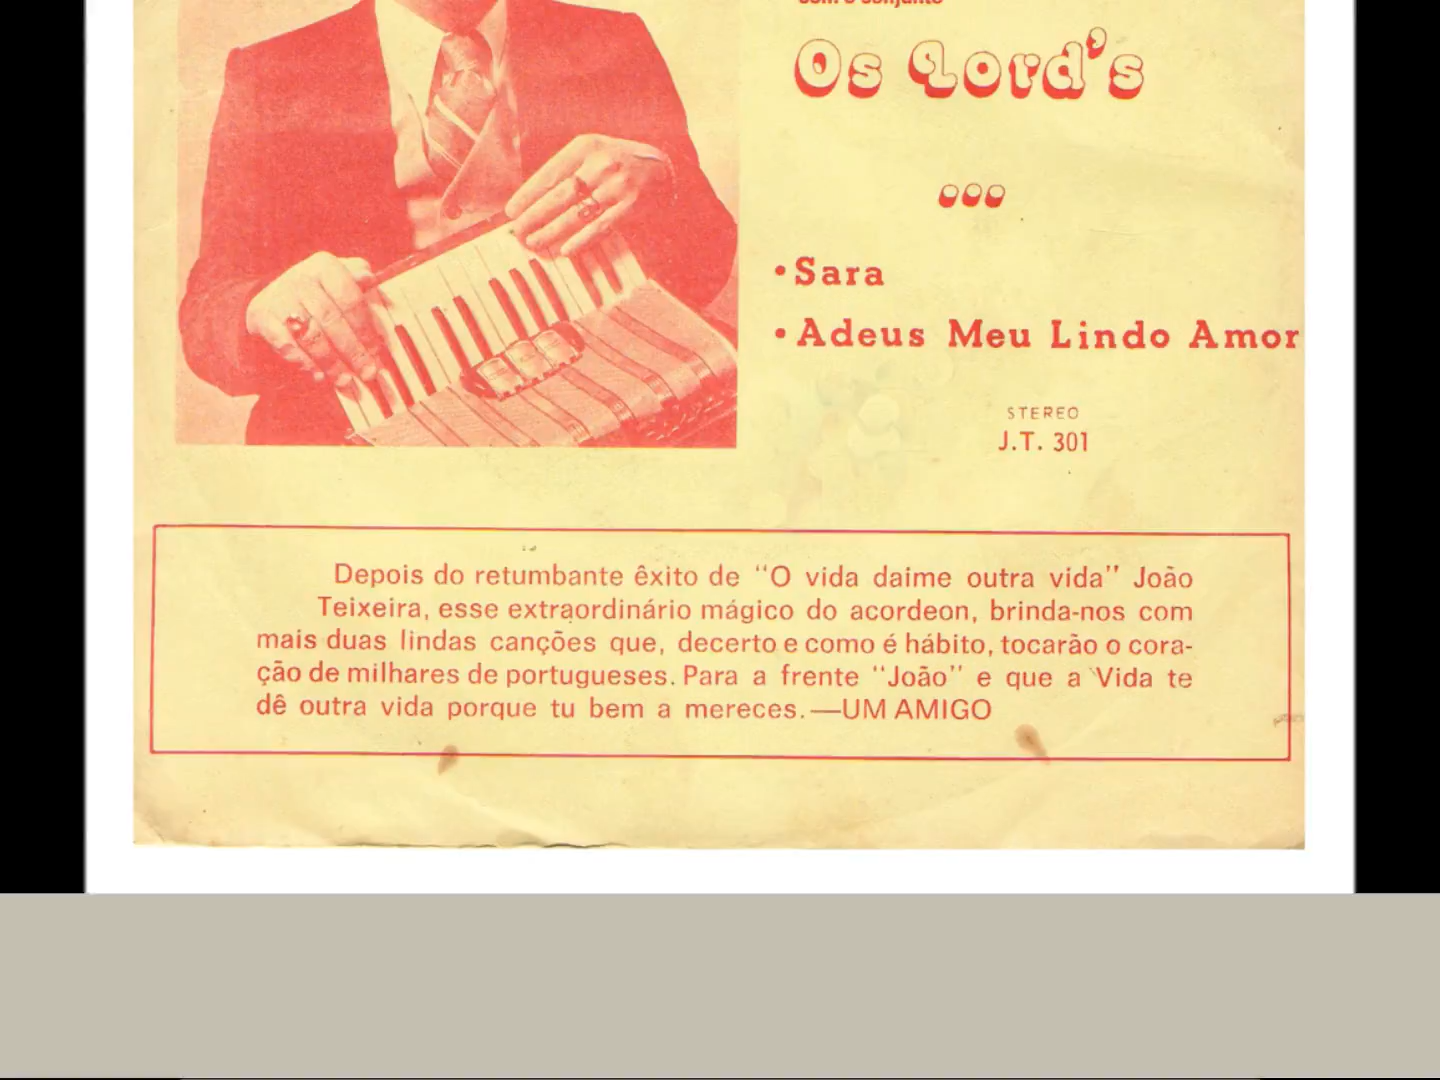 com o conjunto
Os Lord's
•Sara
•Adeus Meu Lindo Amor
STEREO
J.T. 301
Depois do retumbante êxito de “O vida daime outra vida” João
Teixeira, esse extraordinário mágico do acordeon, brinda-nos com
mais duas lindas canções que, decerto e como é hábito, tocarão o cora-
ção de milhares de portugueses. Para a frente “João” e que a Vida te
dê outra vida porque tu bem a mereces.—UM AMIGO